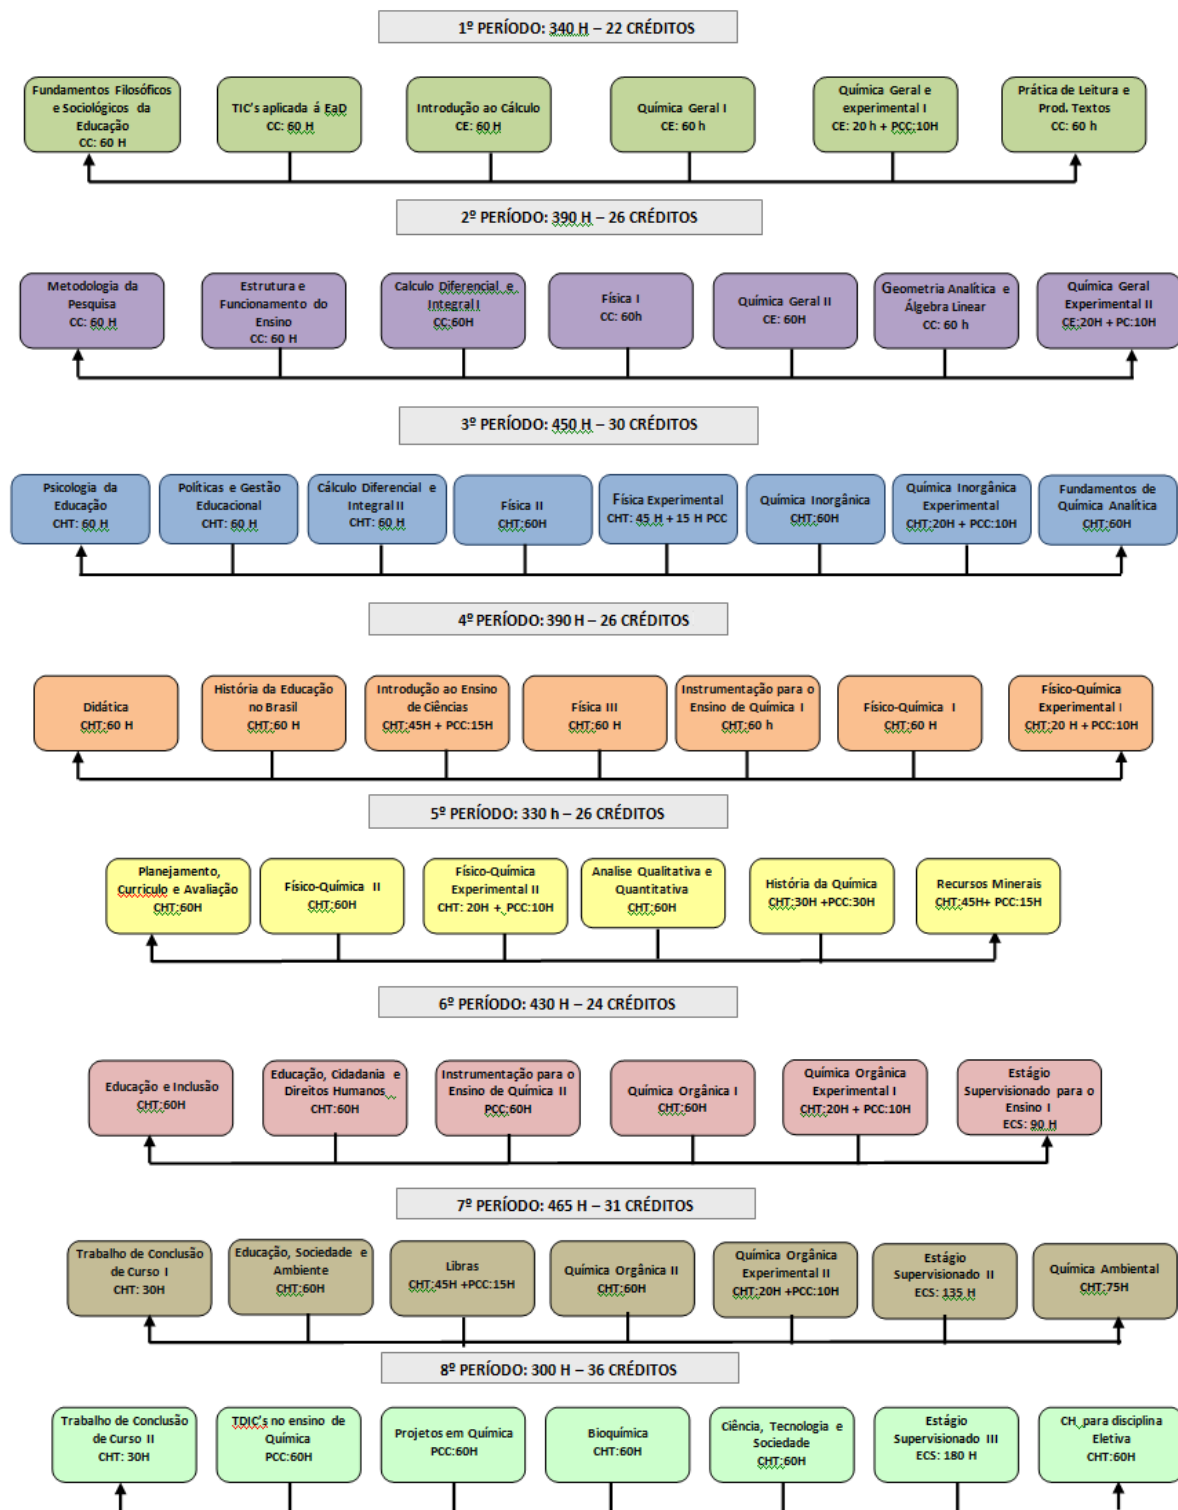 1º PERÍODO: 340 H – 22 CRÉDITOS
Fundamentos Filosóficos
e Sociológicos da
Educação
CC: 60 H
TIC's aplicada á EaD
CC: 60 H
Introdução ao Cálculo
CE: 60 H
Química Geral I
CE: 60 h
Química Geral e
experimental I
CE: 20 h + PCC:10H
Prática de Leitura e
Prod. Textos
CC: 60 h
2º PERÍODO: 390 H – 26 CRÉDITOS
Metodologia da
Pesquisa
CC: 60 H
Estrutura e
Funcionamento do
Ensino
CC: 60 H
Calculo Diferencial e
Integral I
CC:60H
Física I
CC: 60h
Química Geral II
CE: 60H
Geometria Analítica e
Álgebra Linear
CC: 60 h
Química Geral
Experimental II
CE:20H + PC:10H
3º PERÍODO: 450 H – 30 CRÉDITOS
Psicologia da
Educação
CHT: 60 H
Políticas e Gestão
Educacional
CHT: 60 H
Cálculo Diferencial e
Integral II
CHT: 60 H
Física II
CHT:60H
Física Experimental
CHT: 45 H + 15 H PCC
Química Inorgânica
CHT:60H
Química Inorgânica
Experimental
CHT:20H + PCC:10H
Fundamentos de
Química Analítica
CHT:60H
4º PERÍODO: 390 H – 26 CRÉDITOS
Didática
CHT:60 H
História da Educação
no Brasil
CHT:60 H
Introdução ao Ensino
de Ciências
CHT:45H + PCC:15H
Física III
CHT:60 H
Instrumentação para o
Ensino de Química I
CHT:60 h
Físico-Química I
CHT:60 H
Físico-Química
Experimental I
CHT:20 H + PCC:10H
5º PERÍODO: 330 h – 26 CRÉDITOS
Planejamento,
Curriculo e Avaliação
CHT:60H
Físico-Química II
CHT:60H
Físico-Química
Experimental II
CHT: 20H + PCC:10H
Analise Qualitativa e
Quantitativa
CHT:60H
História da Química
CHT:30H +PCC:30H
Recursos Minerais
CHT:45H+ PCC:15H
6º PERÍODO: 430 H – 24 CRÉDITOS
Educação e Inclusão
CHT:60H
Educação, Cidadania e
Direitos Humanos
CHT:60H
Instrumentação para o
Ensino de Química II
PCC:60H
Química Orgânica I
CHT:60H
Química Orgânica
Experimental I
CHT:20H + PCC:10H
Estágio
Supervisionado para o
Ensino I
ECS: 90 H
7º PERÍODO: 465 H – 31 CRÉDITOS
Trabalho de Conclusão
de Curso I
CHT: 30H
Educação, Sociedade e
Ambiente
CHT:60H
Libras
CHT:45H +PCC:15H
Química Orgânica II
CHT:60H
Química Orgânica
Experimental II
CHT:20H +PCC:10H
Estágio
Supervisionado II
ECS: 135 H
Química Ambiental
CHT:75H
8º PERÍODO: 300 H – 36 CRÉDITOS
Trabalho de Conclusão
de Curso II
CHT: 30H
TDIC's no ensino de
Química
PCC:60H
Projetos em Química
PCC:60H
Bioquímica
CHT:60H
Ciência, Tecnologia e
Sociedade
CHT:60H
Estágio
Supervisionado III
ECS: 180 H
CH para disciplina
Eletiva
CHT:60H